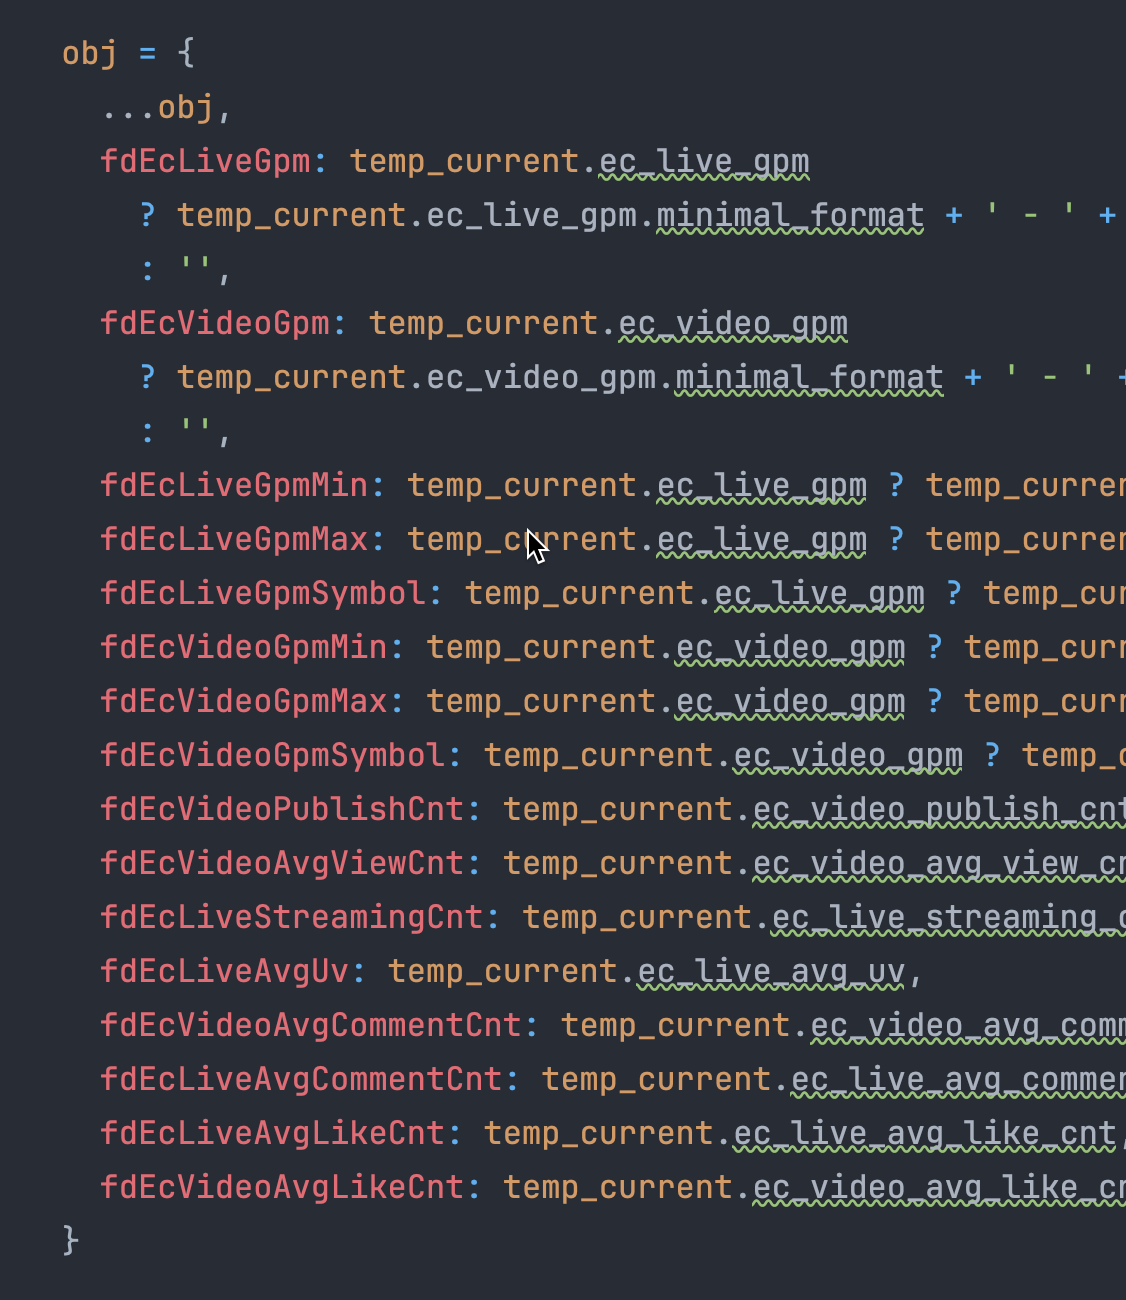 obj = {
...obj,
fdEcLiveGpm: temp_current.ec_live_gpm
? temp_current.ec_live_gpm.minimal_format + ' - ' +
: '',
fdEcVideoGpm: temp_current.ec_video_gpm
? temp_current.ec_video_gpm.minimal_format + ' - ' +
: '',
fdEcLiveGpmMin: temp_current.ec_live_gpm ? temp_curren
fdEcLiveGpmMax: temp_current.ec_live_gpm ? temp_curren
fdEcLiveGpmSymbol: temp_current.ec_live_gpm ? temp_cur
fdEcVideoGpmMin: temp_current.ec_video_gpm ? temp_curr
fdEcVideoGpmMax: temp_current.ec_video_gpm ? temp_curr
fdEcVideoGpmSymbol: temp_current.ec_video_gpm ? temp_c
fdEcVideoPublishCnt: temp_current.ec_video_publish_cnt
fdEcVideoAvgViewCnt: temp_current.ec_video_avg_view_cn
fdEcLiveStreamingCnt: temp_current.ec_live_streaming_c
fdEcLiveAvgUv: temp_current.ec_live_avg_uv,
fdEcVideoAvgCommentCnt: temp_current.ec_video_avg_comm
fdEcLiveAvgCommentCnt: temp_current.ec_live_avg_commen
fdEcLiveAvgLikeCnt: temp_current.ec_live_avg_like_cnt,
fdEcVideoAvgLikeCnt: temp_current.ec_video_avg_like_cn
}